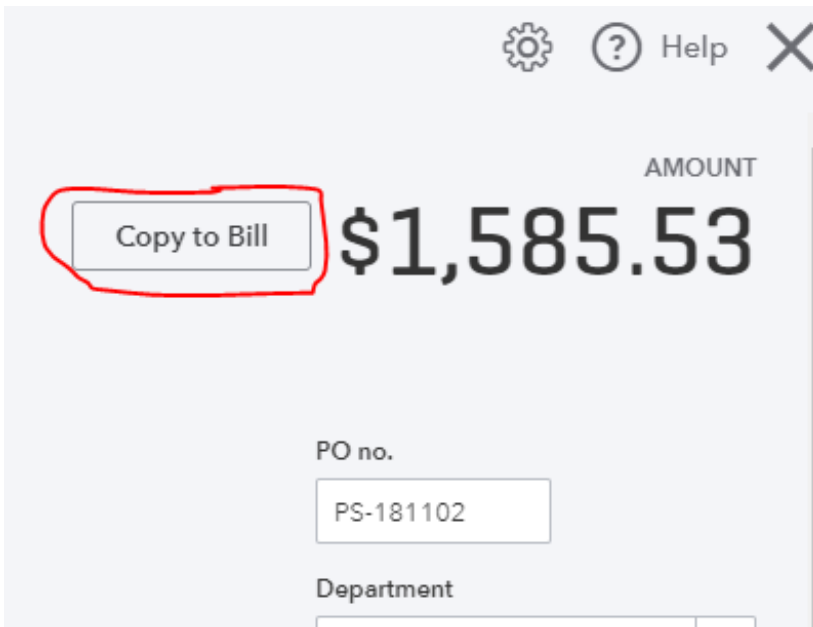 Help
AMOUNT
Copy to Bill
$1,585.53
PO no.
PS-181102
Department